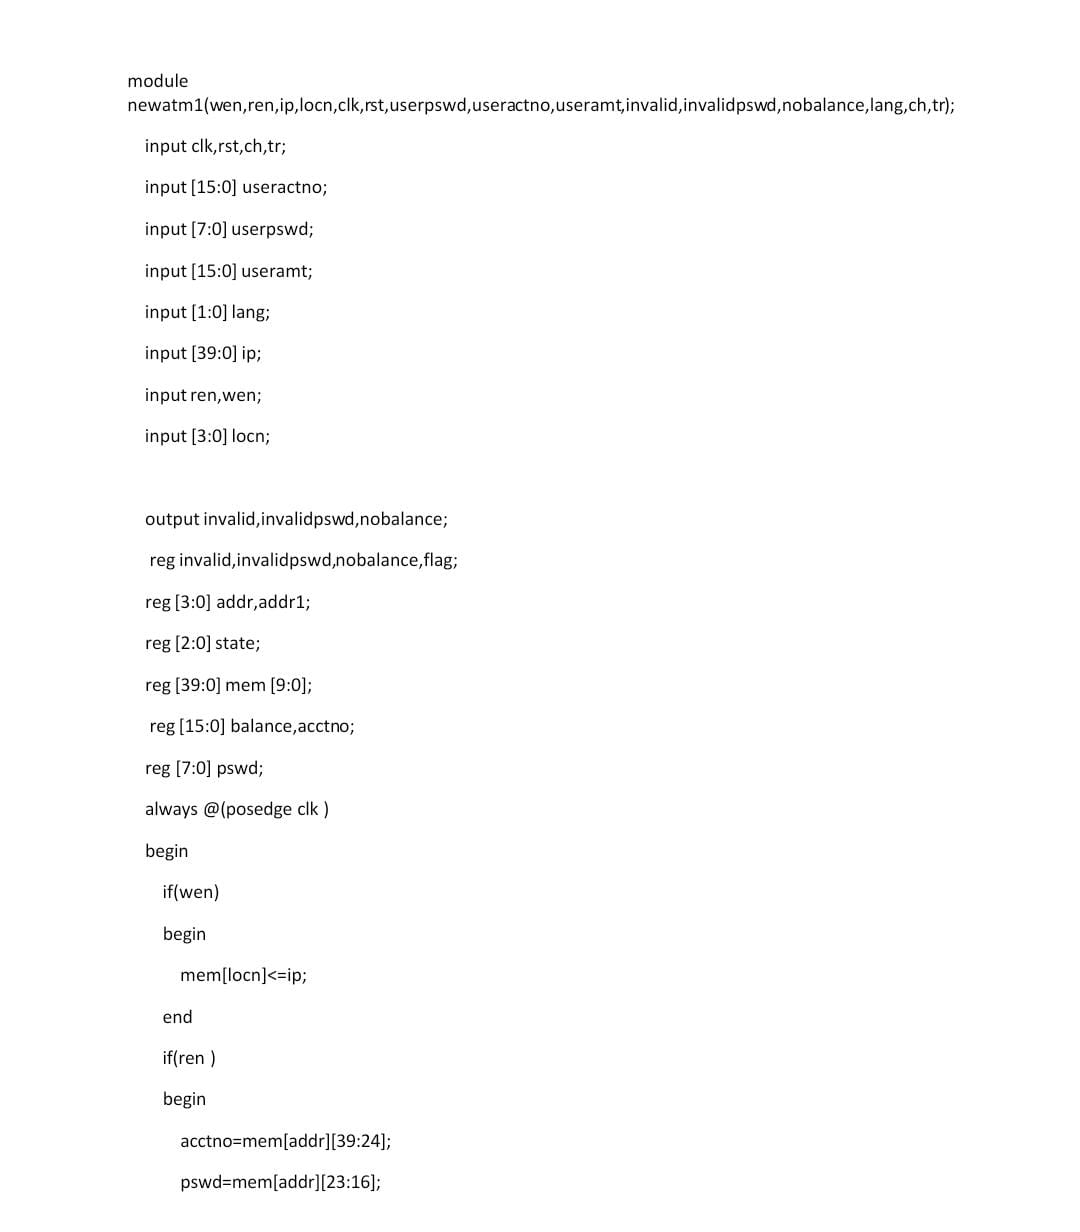 module
newatm1(wen,ren,ip,locn,clk,rst,userpswd,useractno,useramt,invalid,invalidpswd,nobalance,lang,ch,tr);
input clk,rst,ch,tr;
input [15:0] useractno;
input [7:0] userpswd;
input [15:0] useramt;
input [1:0] lang;
input [39:0] ip;
input ren,wen;
input [3:0] locn;
output invalid,invalidpswd,nobalance;
reg invalid,invalidpswd,nobalance,flag;
reg [3:0] addr,addr1;
reg [2:0] state;
reg [39:0] mem [9:0];
reg [15:0] balance,acctno;
reg [7:0] pswd;
always @(posedge clk )
begin
if(wen)
begin
mem[locn]<=ip;
end
if(ren )
begin
acctno=mem[addr][39:24];
pswd=mem[addr][23:16];